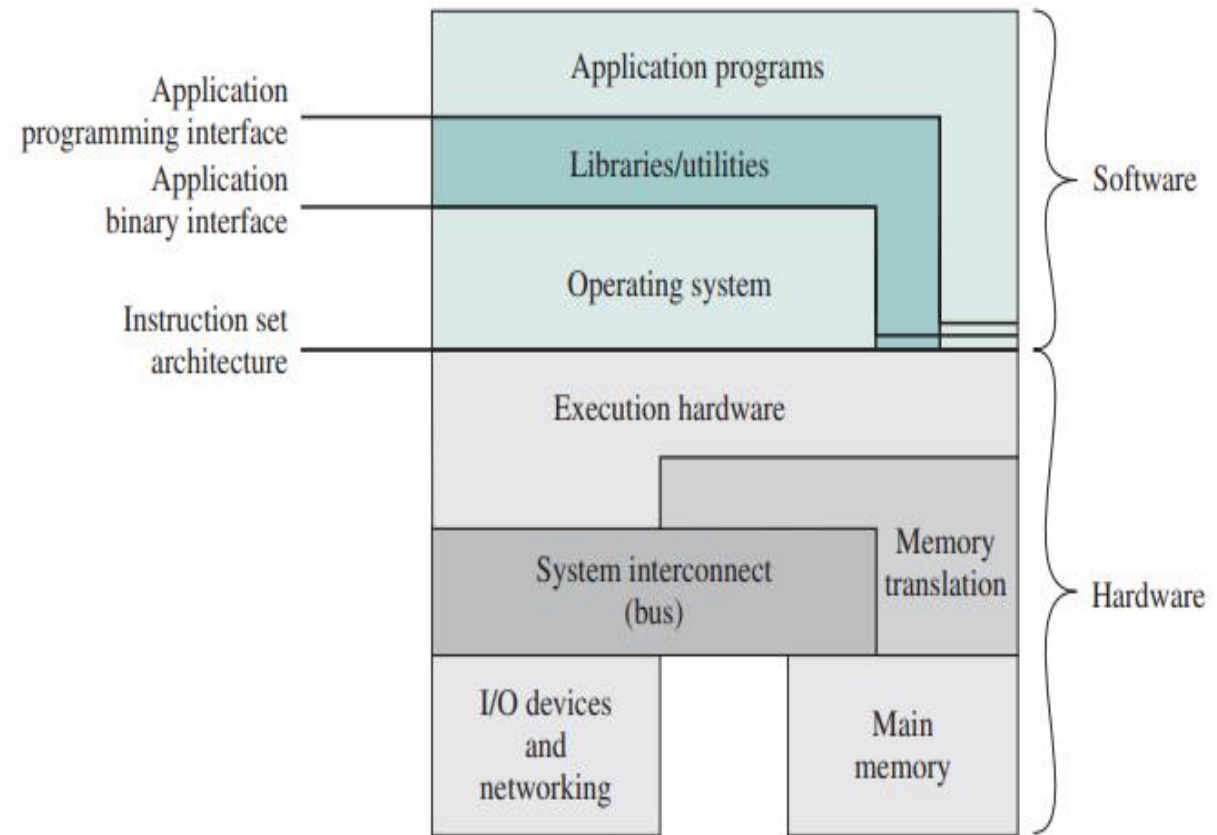 Application programs
Application
programming interface
Libraries/utilities
Application
binary interface
Software
Operating system
Instruction set
architecture
Execution hardware
Memory
translation
System interconnect
(bus)
Hardware
I/O devices
and
networking
Main
memory